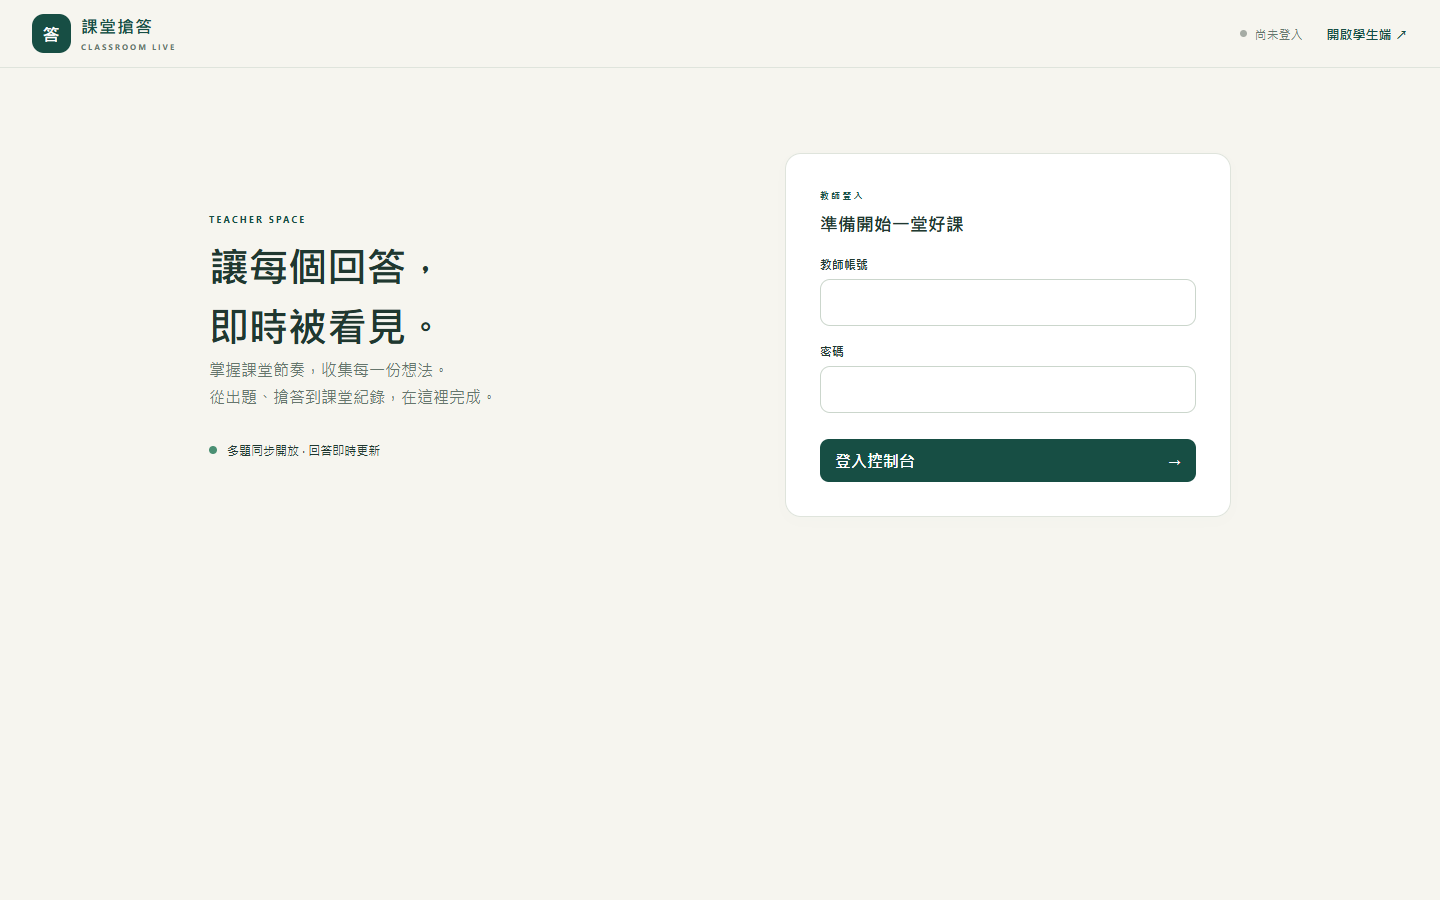 答
課堂搶答
CLASSROOM LIVE
尚未登入
開啟學生端 ↗
TEACHER SPACE
讓每個回答，
即時被看見。
掌握課堂節奏，收集每一份想法。
從出題、搶答到課堂紀錄，在這裡完成。
多題同步開放 · 回答即時更新
教師登入
準備開始一堂好課
教師帳號
密碼
登入控制台 →